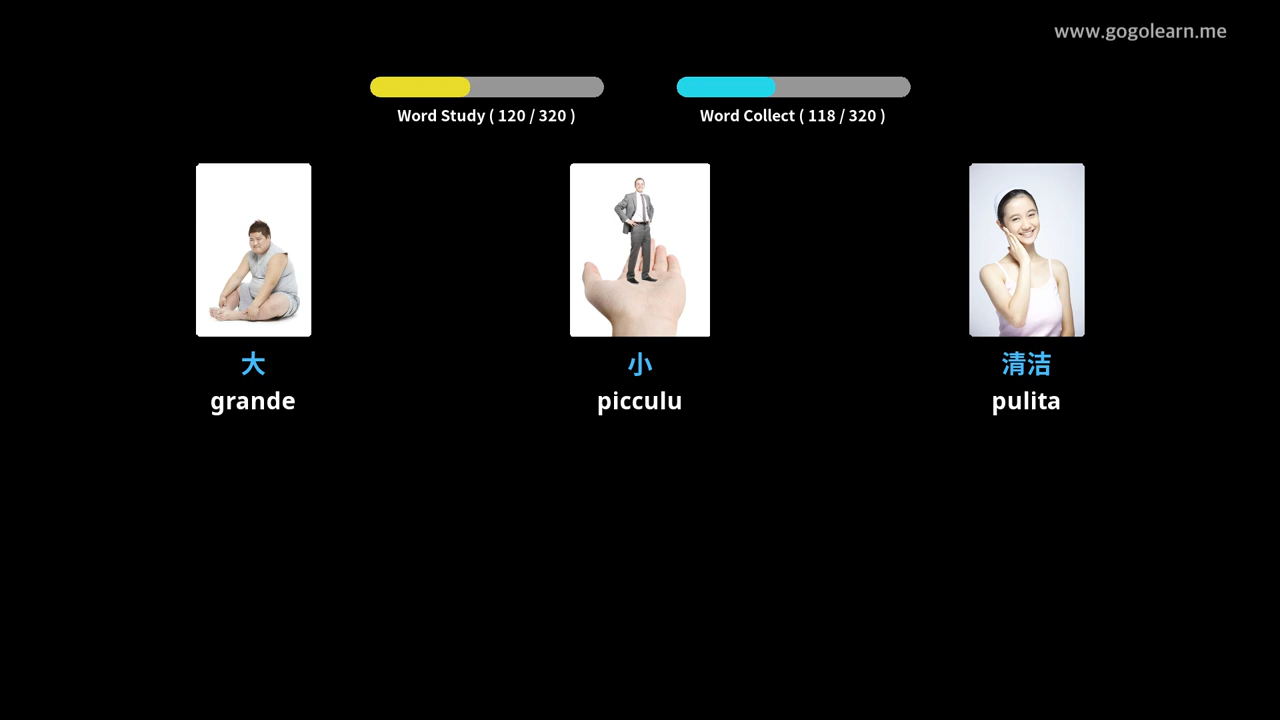 www.gogolearn.me
Word Study ( 120 / 320 )
Word Collect ( 118 / 320 )
大
小
清洁
grande
picculu
pulita